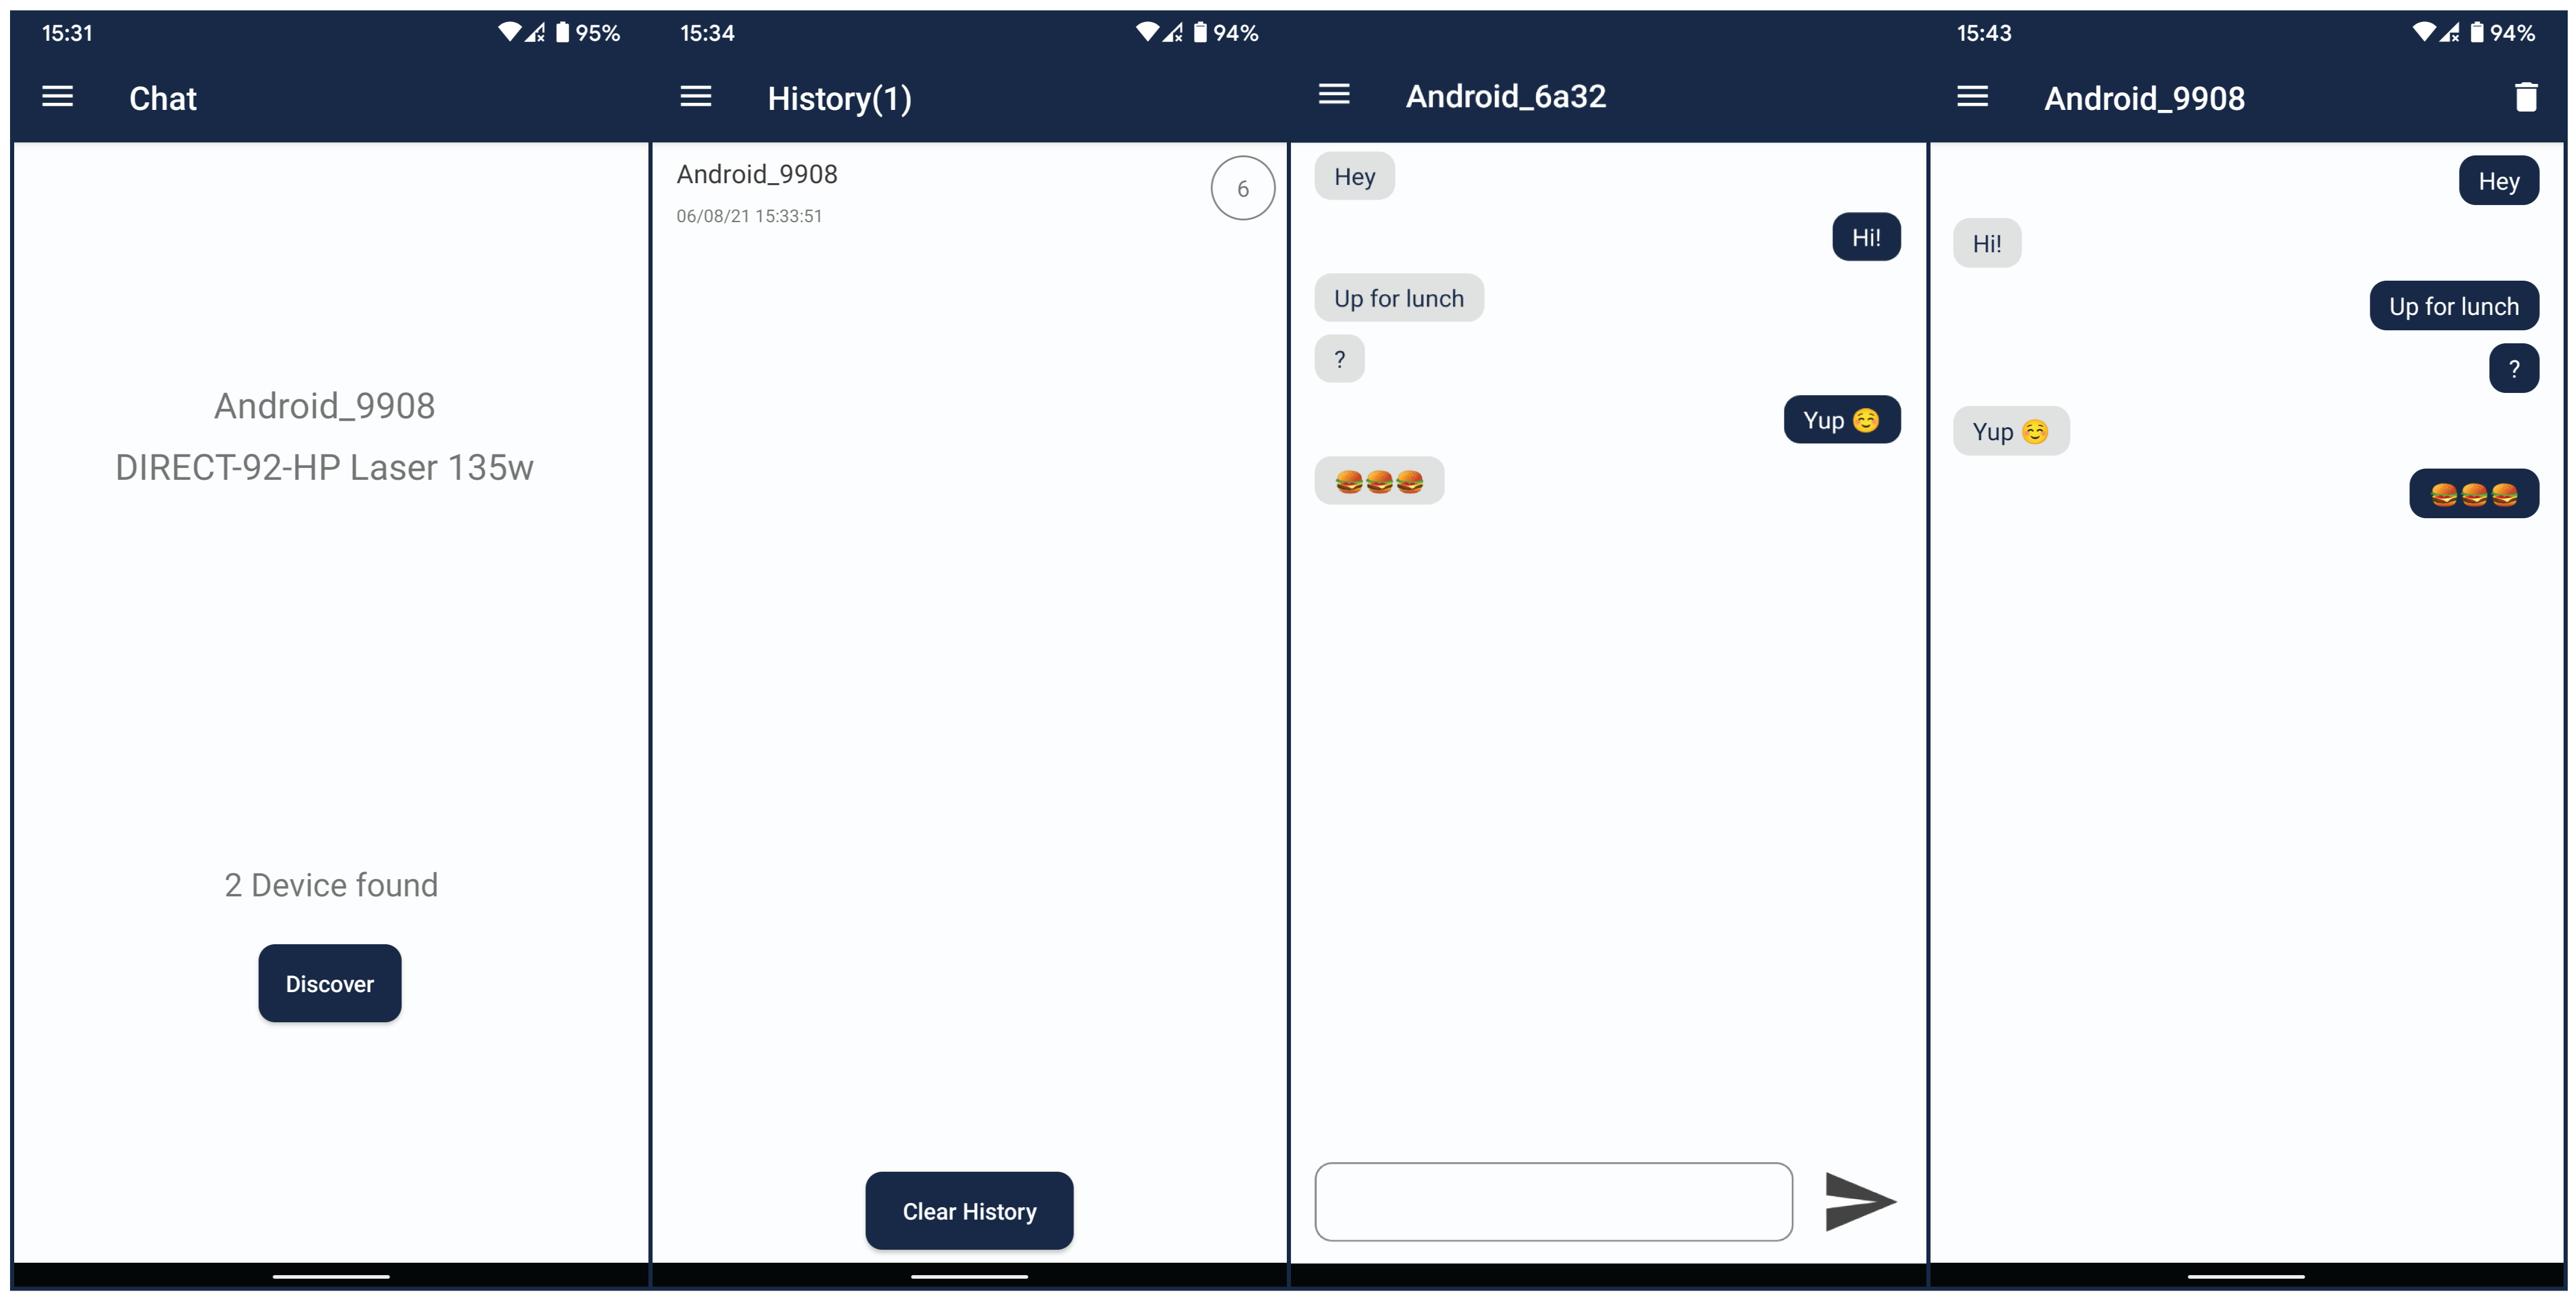 15:31
95%
Chat
Android_9908
DIRECT-92-HP Laser 135w
2 Device found
Discover
15:34
94%
History(1)
Android_9908
6
06/08/21 15:33:51
Clear History
Android_6a32
Hey
Hi!
Up for lunch
?
Yup ☺️
🍔🍔🍔
15:43
94%
Android_9908
Hey
Hi!
Up for lunch
?
Yup ☺️
🍔🍔🍔